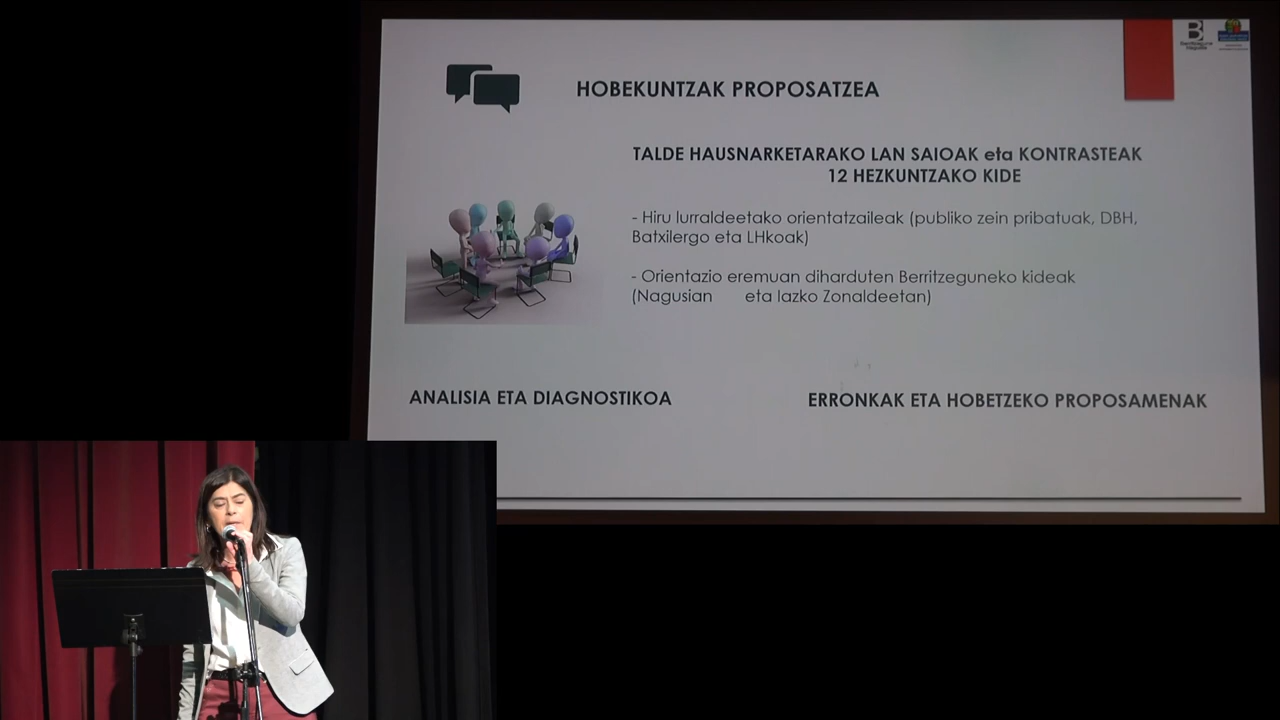 HOBEKUNTZAK PROPOSATZEA
TALDE HAUSNARKETARAKO LAN SAIOAK eta KONTRASTEAK
12 HEZKUNTZAKO KIDE
- Hiru lurraldeetako orientatzaileak (publiko zein pribatuak, DBH,
Batxilergo eta LHkoak)
- Orientazio eremuan diharduten Berritzeguneko kideak
(Nagusian eta lazko Zonaldeetan)
ANALISIA ETA DIAGNOSTIKOA
ERRONKAK ETA HOBETZEKO PROPOSAMENAK